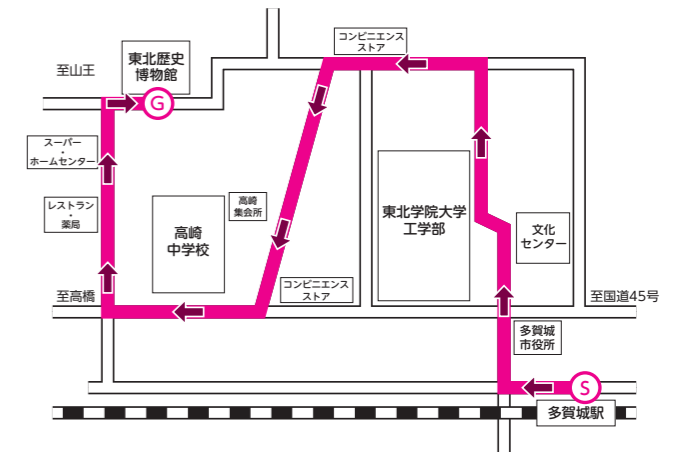 コンビニエンス
ストア
至山王
東北歴史
博物館
G
スーパー
・
ホームセンター
レストラン
・
薬局
高崎
中学校
高崎
集会所
東北学院大学
工学部
文化
センター
コンビニエンス
ストア
至高橋
至国道45号
多賀城
市役所
S
多賀城駅